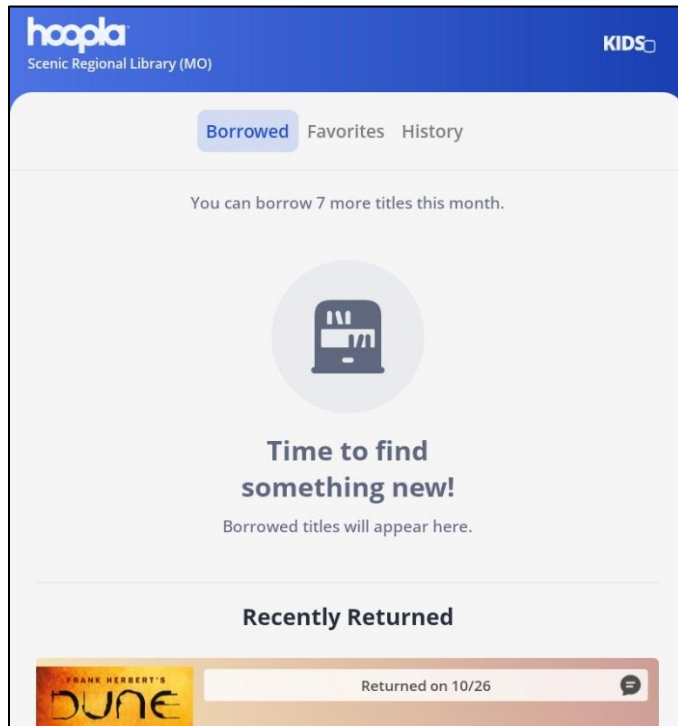 hoopla
KIDS
Scenic Regional Library (MO)
Borrowed Favorites History
You can borrow 7 more titles this month.
Time to find
something new!
Borrowed titles will appear here.
Recently Returned
FRANK HERBERT'S
DUNE
Returned on 10/26